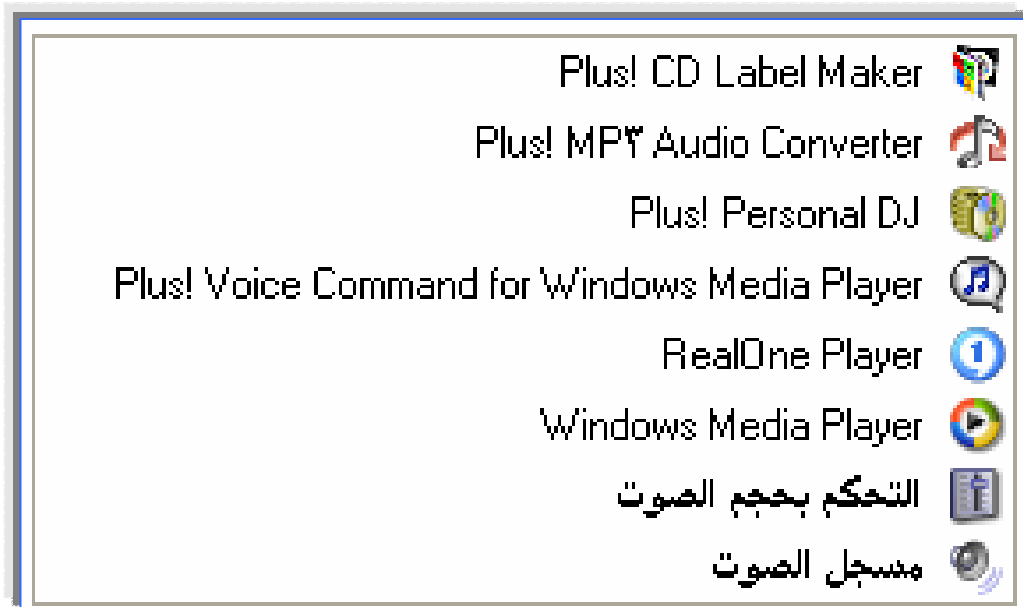 Plus! CD Label Maker
Plus! MP٣ Audio Converter
Plus! Personal DJ
Plus! Voice Command for Windows Media Player
RealOne Player
Windows Media Player
التحكم بحجم الصوت
مسجل الصوت